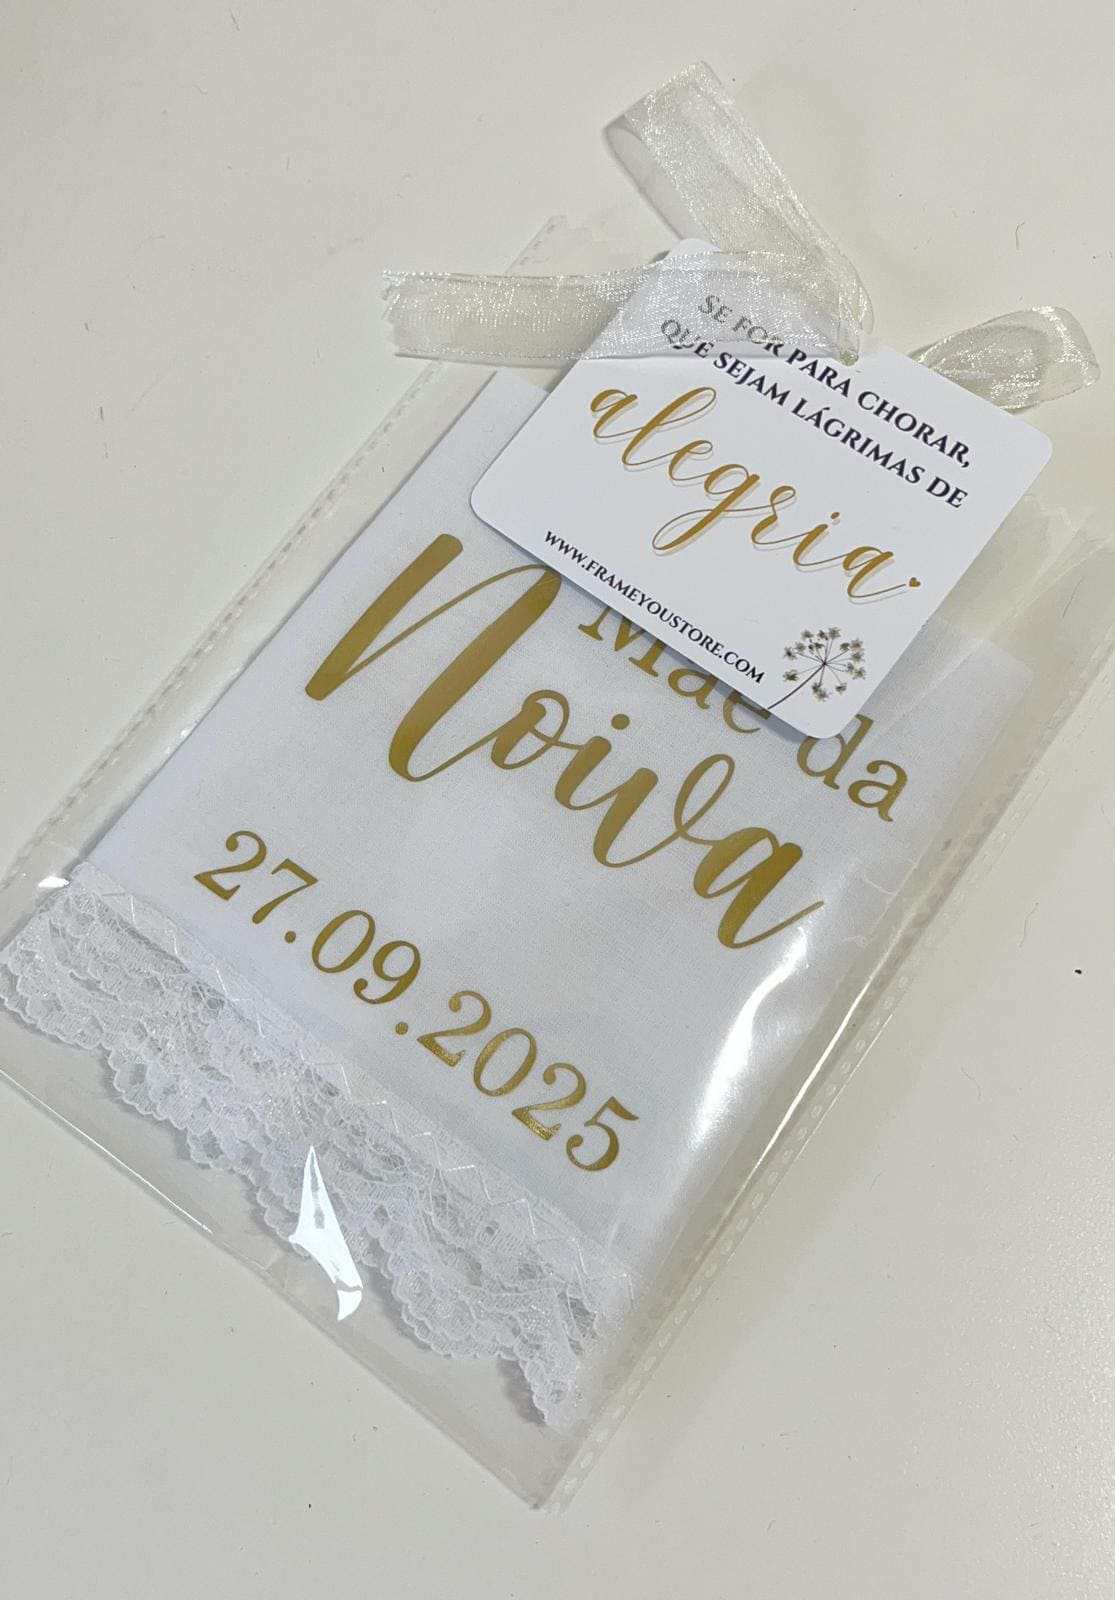 SE FOR PARA CHORAR,
QUE SEJAM LÁGRIMAS DE
alegria
WWW.FRAMEYOUSTORE.COM
Mãe da
Noiva
27.09.2025